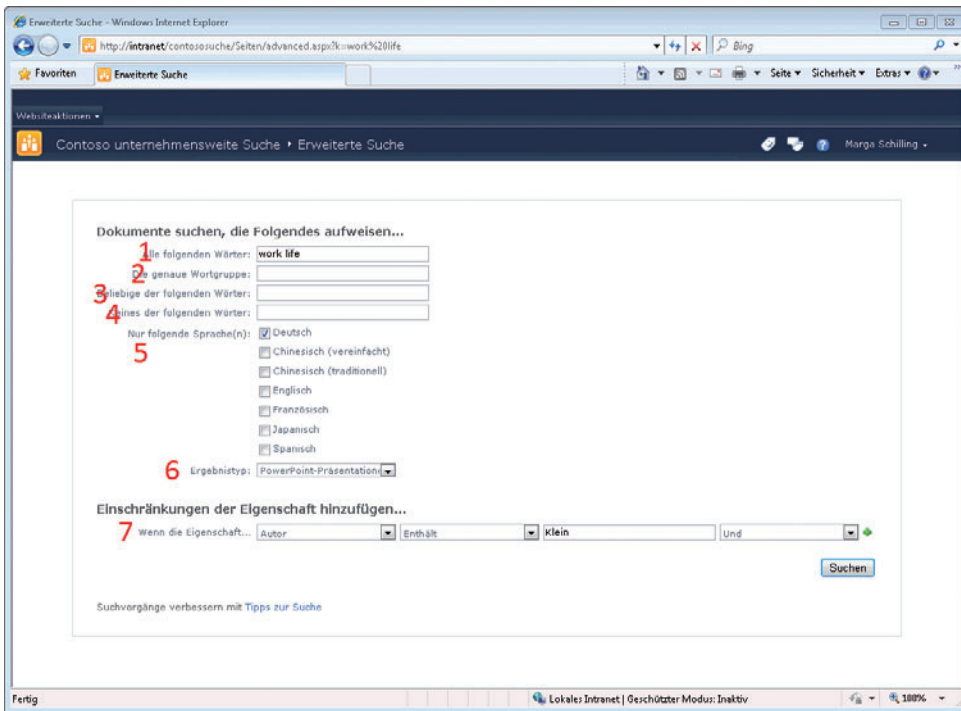 Erweiterte Suche - Windows Internet Explorer
http://intranet/contososuche/Seiten/advanced.aspx?k=work%20life
Bing
Favoriten
Erweiterte Suche
Seite
Sicherheit
Extras
Websiteaktionen
Contoso unternehmensweite Suche
Erweiterte Suche
Marga Schilling
Dokumente suchen, die Folgendes aufweisen...
1
Alle folgenden Wörter: work life
2
Die genaue Wortgruppe:
3
Beliebige der folgenden Wörter:
4
Keines der folgenden Wörter:
Nur folgende Sprache(n): Deutsch
5
Chinesisch (vereinfacht)
Chinesisch (traditionell)
Englisch
Französisch
Japanisch
Spanisch
6 Ergebnistyp: PowerPoint-Präsentation
Einschränkungen der Eigenschaft hinzufügen...
7 Wenn die Eigenschaft... Autor Enthält Klein Und
Suchen
Suchvorgänge verbessern mit Tipps zur Suche
Fertig
Lokales Intranet | Geschützter Modus: Inaktiv
100%